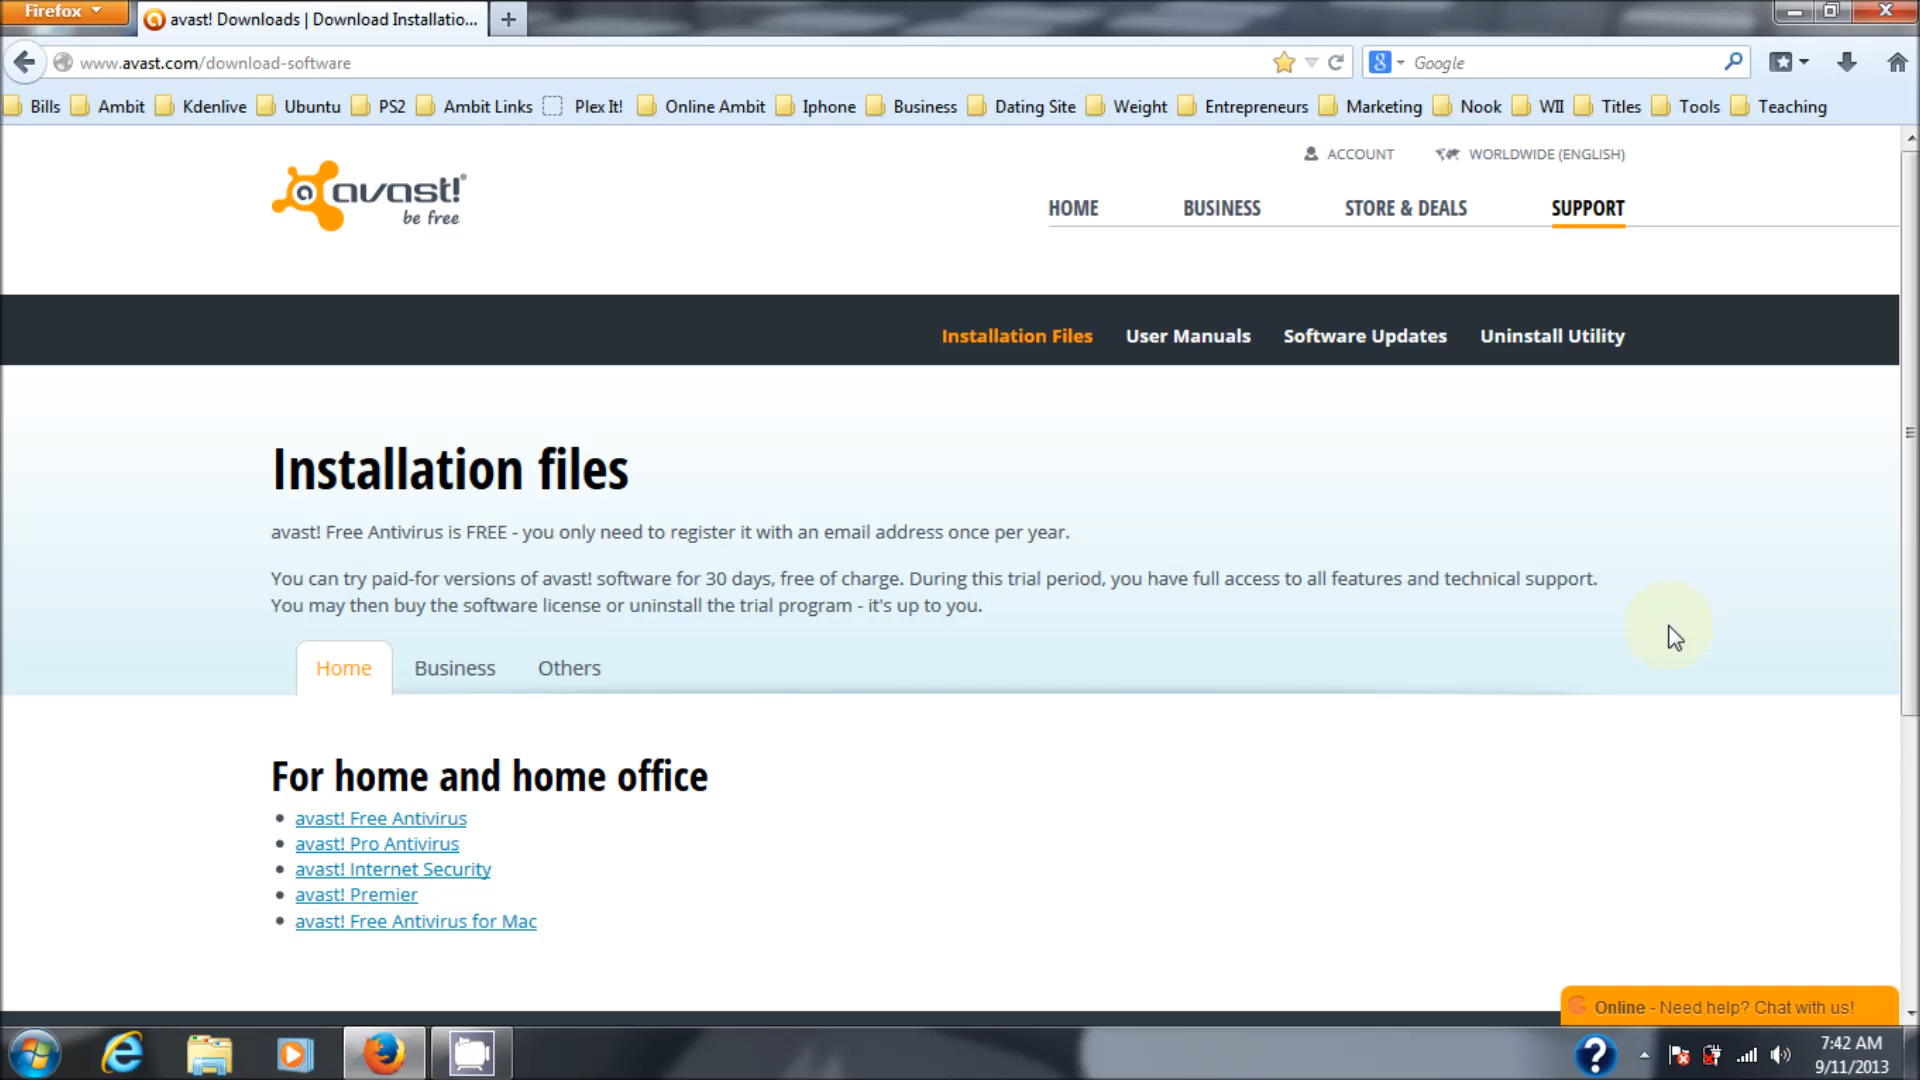 Firefox
avast! Downloads | Download Installatio...
www.avast.com/download-software
Google
Bills Ambit Kdenlive Ubuntu PS2 Ambit Links Plex It! Online Ambit Iphone Business Dating Site Weight Entrepreneurs Marketing Nook WII Titles Tools Teaching
ACCOUNT WORLDWIDE (ENGLISH)
avast!®
be free
HOME BUSINESS STORE & DEALS SUPPORT
Installation Files User Manuals Software Updates Uninstall Utility
Installation files
avast! Free Antivirus is FREE - you only need to register it with an email address once per year.
You can try paid-for versions of avast! software for 30 days, free of charge. During this trial period, you have full access to all features and technical support.
You may then buy the software license or uninstall the trial program - it's up to you.
Home Business Others
For home and home office
• avast! Free Antivirus
• avast! Pro Antivirus
• avast! Internet Security
• avast! Premier
• avast! Free Antivirus for Mac
Online - Need help? Chat with us!
7:42 AM
9/11/2013